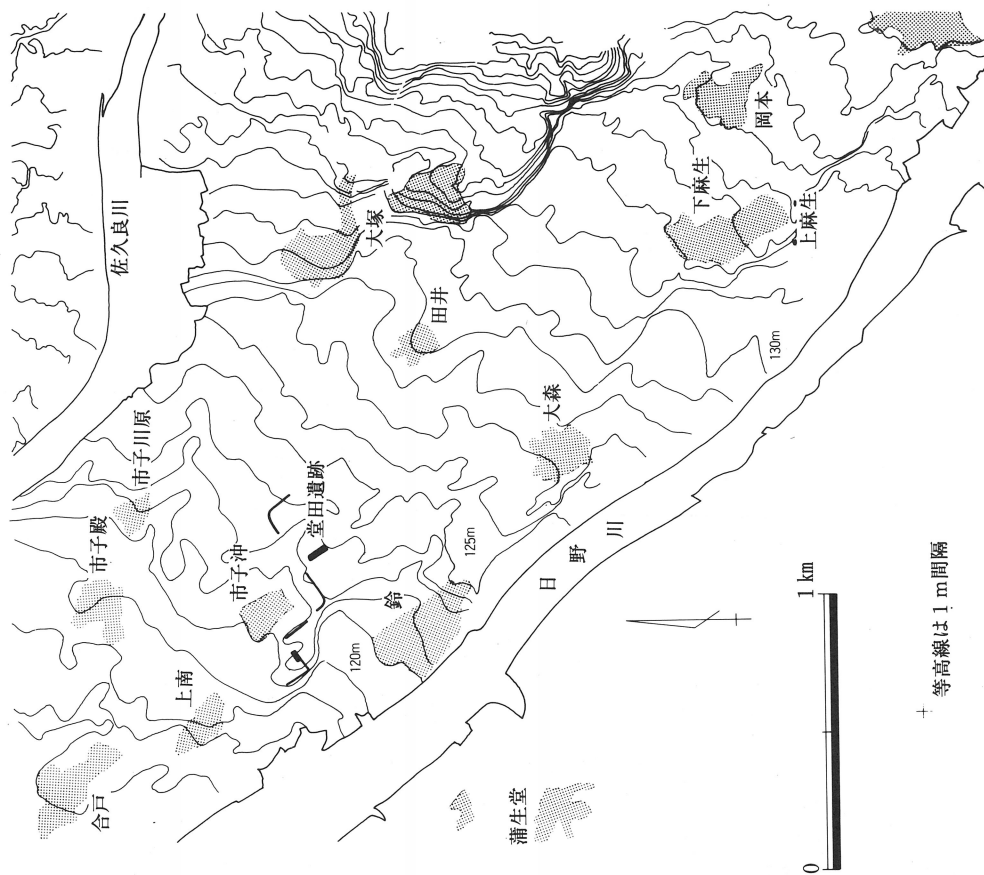 佐久良川
市子川原
市子殿
市子沖
堂田遺跡
上南
合戸
大塚
田井
大森
鈴
下麻生
上麻生
岡本
蒲生堂
日野川
130m
125m
120m
0
1 km
等高線は1m間隔